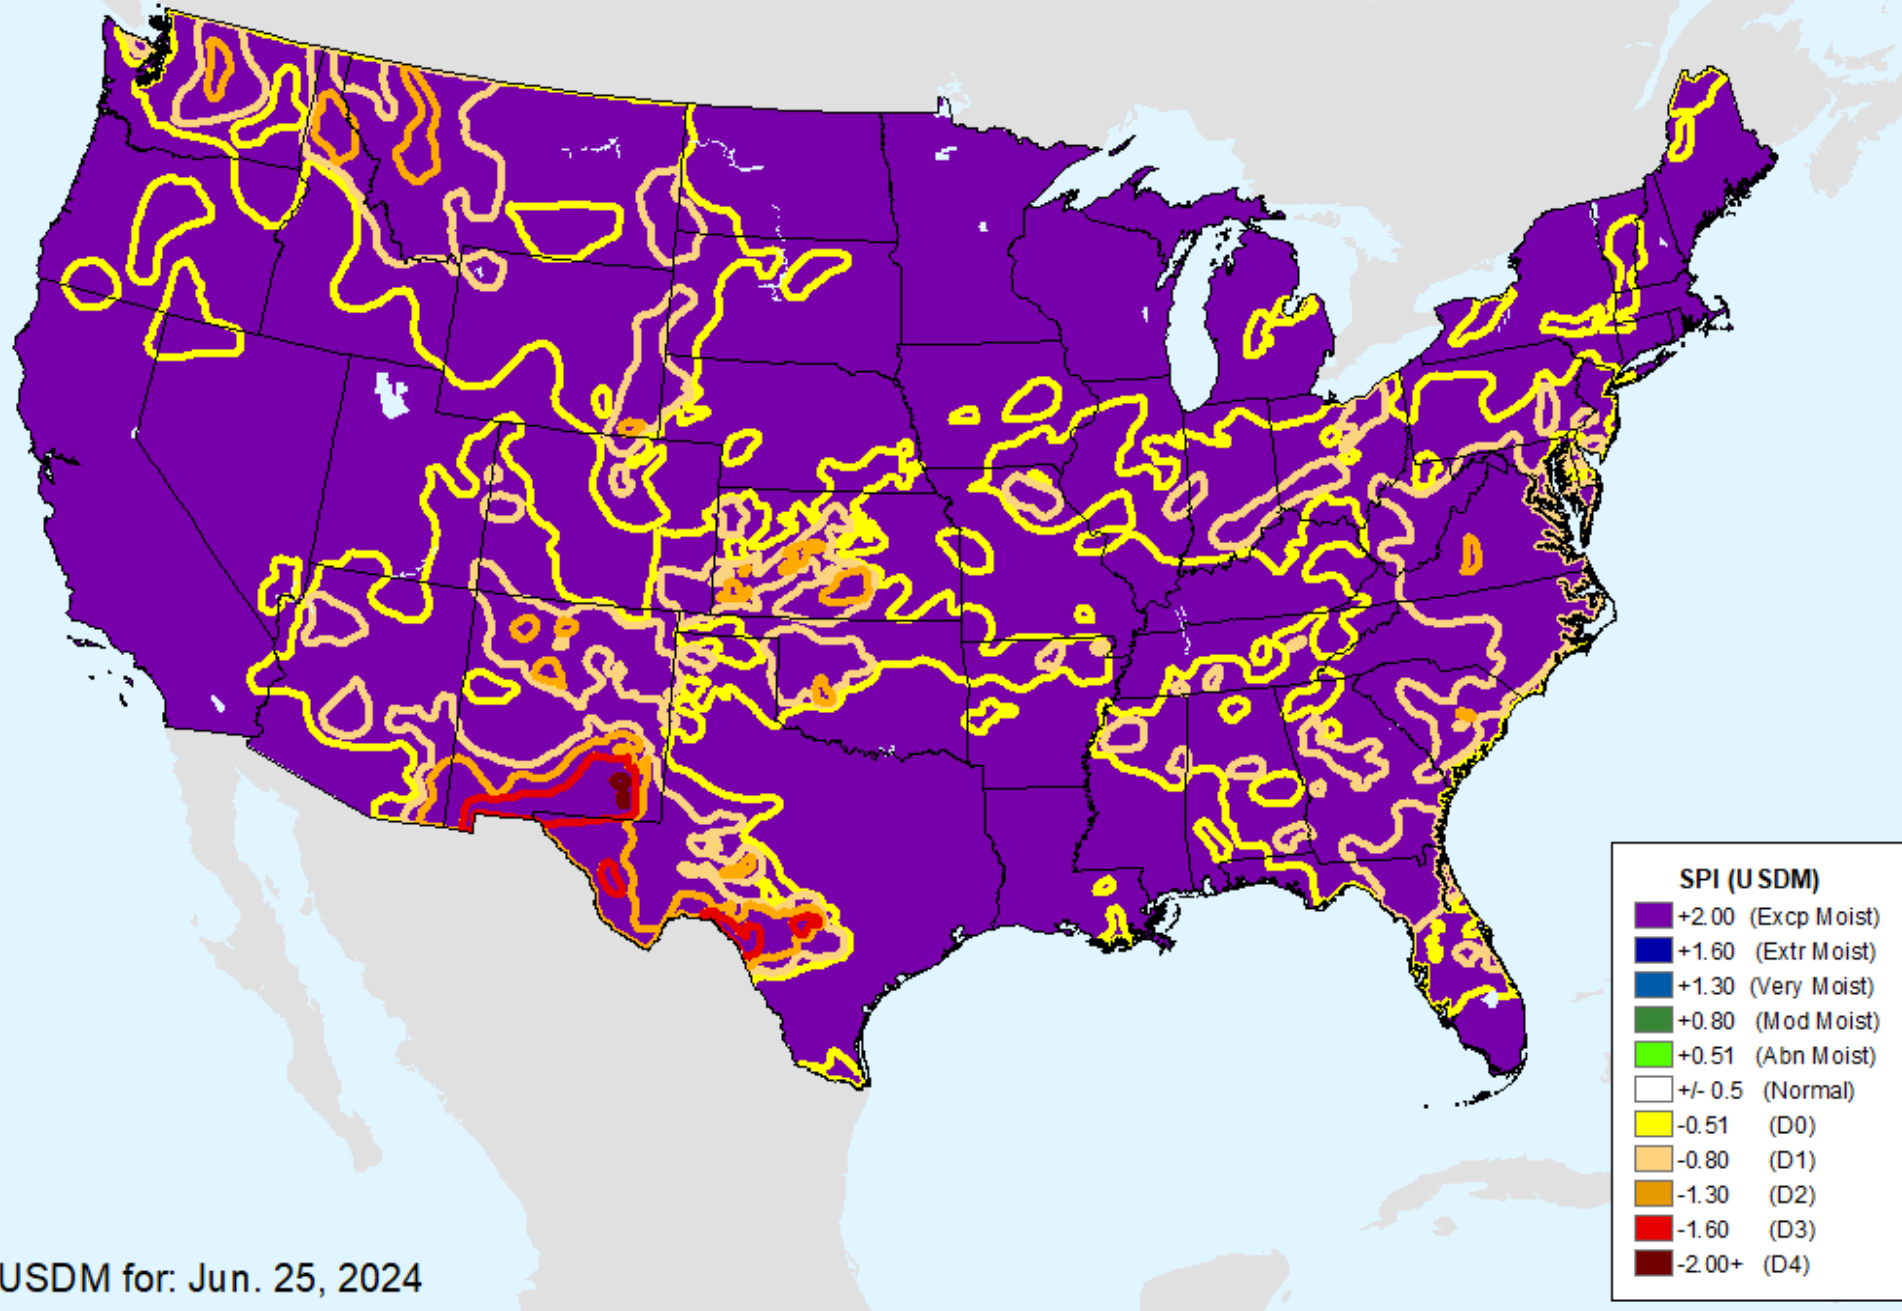 SPI (USDM)
+2.00 (Excp Moist)
+1.60 (Extr Moist)
+1.30 (Very Moist)
+0.80 (Mod Moist)
+0.51 (Abn Moist)
+/- 0.5 (Normal)
-0.51 (D0)
-0.80 (D1)
-1.30 (D2)
-1.60 (D3)
-2.00+ (D4)
USDM for: Jun. 25, 2024